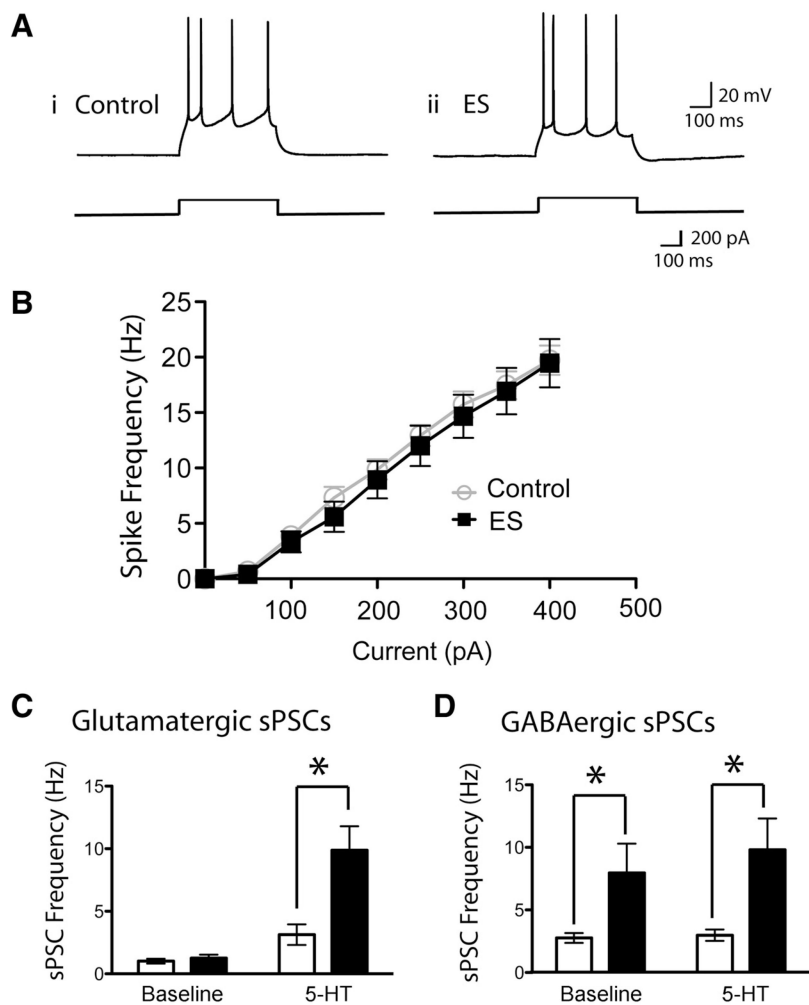 A
i Control
ii ES
20 mV
100 ms
200 pA
100 ms
B
Spike Frequency (Hz)
25
20
15
10
5
0
100 200 300 400 500
Current (pA)
Control
ES
C Glutamatergic sPSCs
sPSC Frequency (Hz)
15
10
5
0
*
Baseline 5-HT
D GABAergic sPSCs
sPSC Frequency (Hz)
15
10
5
0
* *
Baseline 5-HT